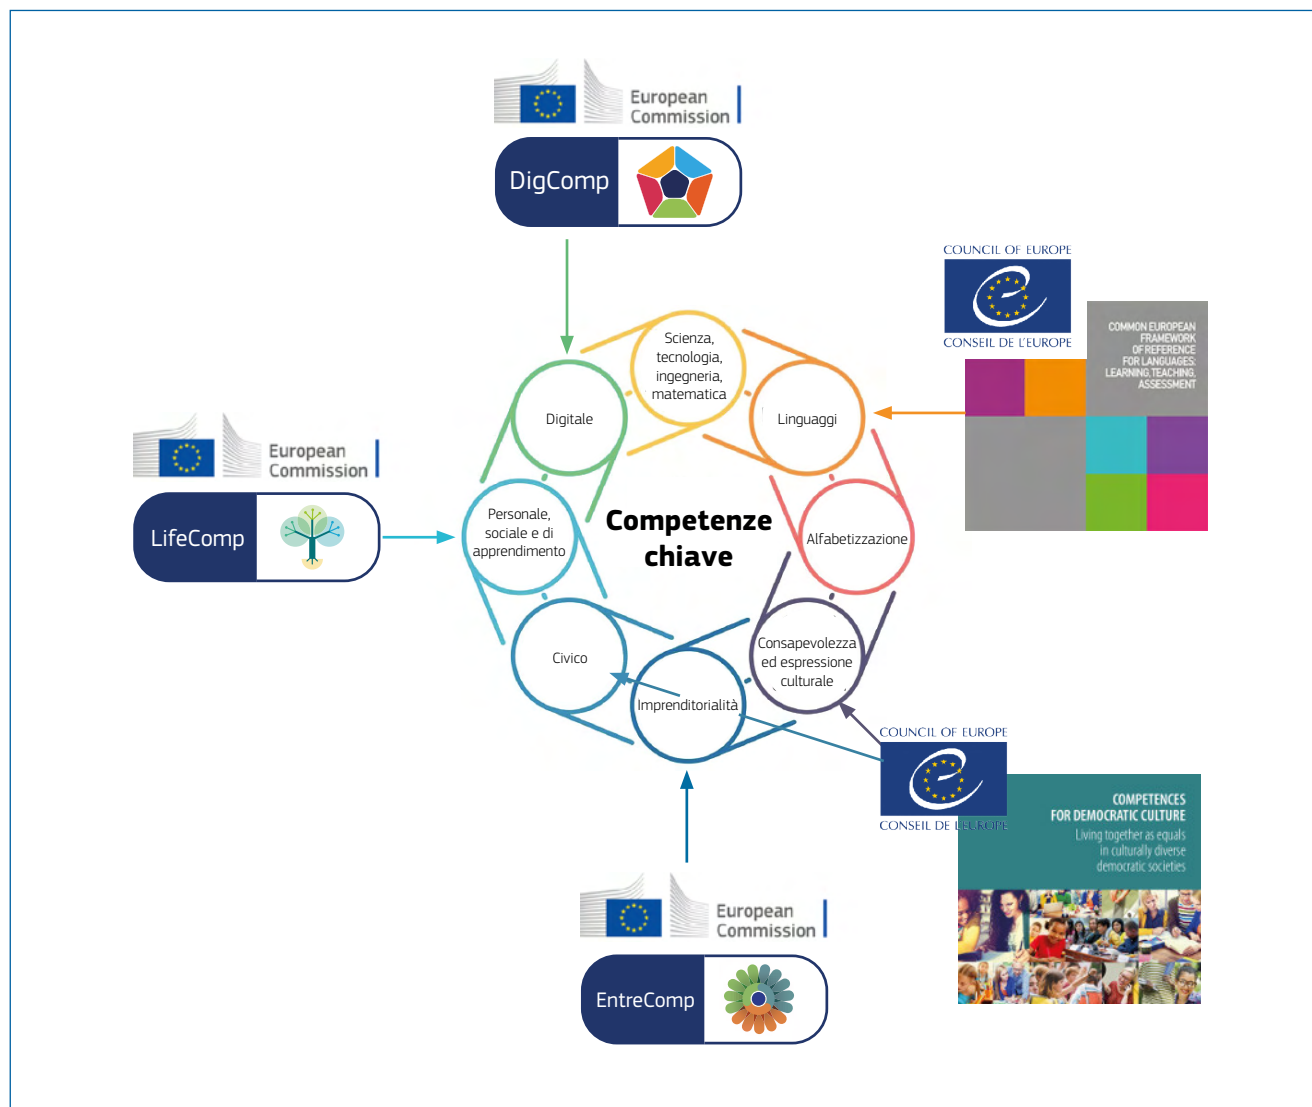 European
Commission
DigComp
COUNCIL OF EUROPE
CONSEIL DE L'EUROPE
COMMON EUROPEAN
FRAMEWORK
OF REFERENCE
FOR LANGUAGES:
LEARNING, TEACHING,
ASSESSMENT
Scienza,
tecnologia,
ingegneria,
matematica
Digitale
Linguaggi
European
Commission
LifeComp
Personale,
sociale e di
apprendimento
Competenze
chiave
Alfabetizzazione
Civico
Consapevolezza
ed espressione
culturale
Imprenditorialità
COUNCIL OF EUROPE
CONSEIL DE L'EUROPE
COMPETENCES
FOR DEMOCRATIC CULTURE
Living together as equals
in culturally diverse
democratic societies
European
Commission
EntreComp